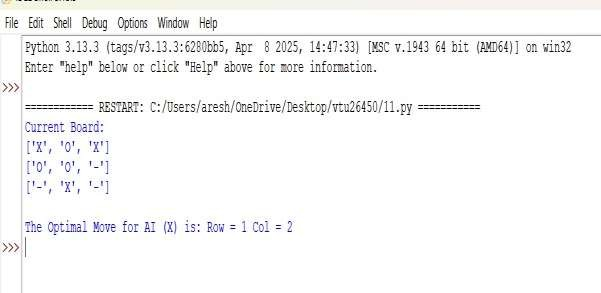 File Edit Shell Debug Options Window Help
Python 3.13.3 (tags/v3.13.3:6280bb5, Apr  8 2025, 14:47:33) [MSC v.1943 64 bit (AMD64)] on win32
Enter "help" below or click "Help" above for more information.
>>>
============ RESTART: C:/Users/aresh/OneDrive/Desktop/vtu26450/11.py ===========
Current Board:
['X', 'O', 'X']
['O', 'O', '-']
['-', 'X', '-']
The Optimal Move for AI (X) is: Row = 1 Col = 2
>>>